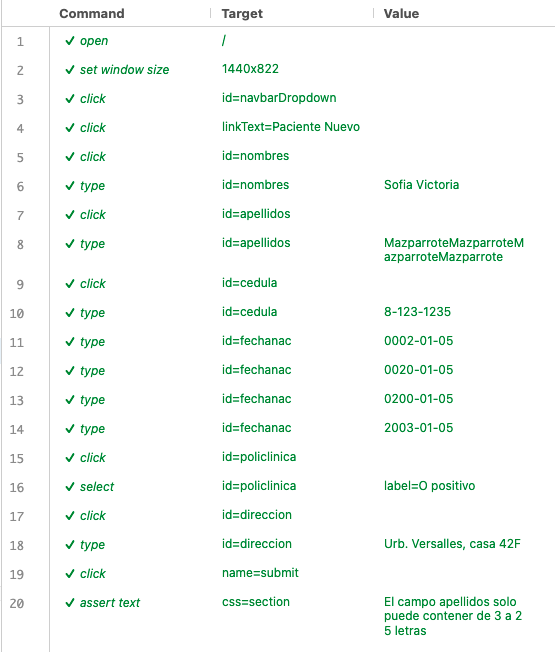 Command Target Value
1 ✓ open /
2 ✓ set window size 1440x822
3 ✓ click id=navbarDropdown
4 ✓ click linkText=Paciente Nuevo
5 ✓ click id=nombres
6 ✓ type id=nombres Sofia Victoria
7 ✓ click id=apellidos
8 ✓ type id=apellidos MazparroteMazparroteM
azparroteMazparrote
9 ✓ click id=cedula
10 ✓ type id=cedula 8-123-1235
11 ✓ type id=fechanac 0002-01-05
12 ✓ type id=fechanac 0020-01-05
13 ✓ type id=fechanac 0200-01-05
14 ✓ type id=fechanac 2003-01-05
15 ✓ click id=policlinica
16 ✓ select id=policlinica label=O positivo
17 ✓ click id=direccion
18 ✓ type id=direccion Urb. Versalles, casa 42F
19 ✓ click name=submit
20 ✓ assert text css=section El campo apellidos solo
puede contener de 3 a 2
5 letras